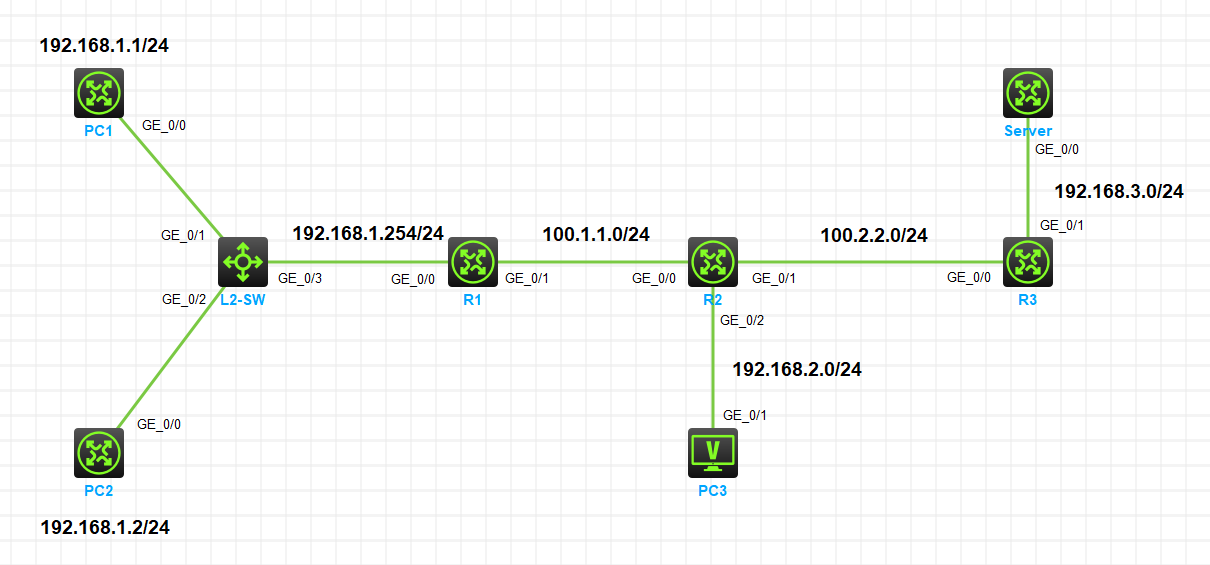 192.168.1.1/24
PC1
GE_0/0
Server
GE_0/0
192.168.3.0/24
GE_0/1
GE_0/1
192.168.1.254/24
100.1.1.0/24
100.2.2.0/24
GE_0/3
GE_0/0
GE_0/1
GE_0/0
GE_0/1
GE_0/0
GE_0/2
L2-SW
R1
R2
R3
GE_0/2
192.168.2.0/24
GE_0/1
GE_0/0
PC2
PC3
192.168.1.2/24